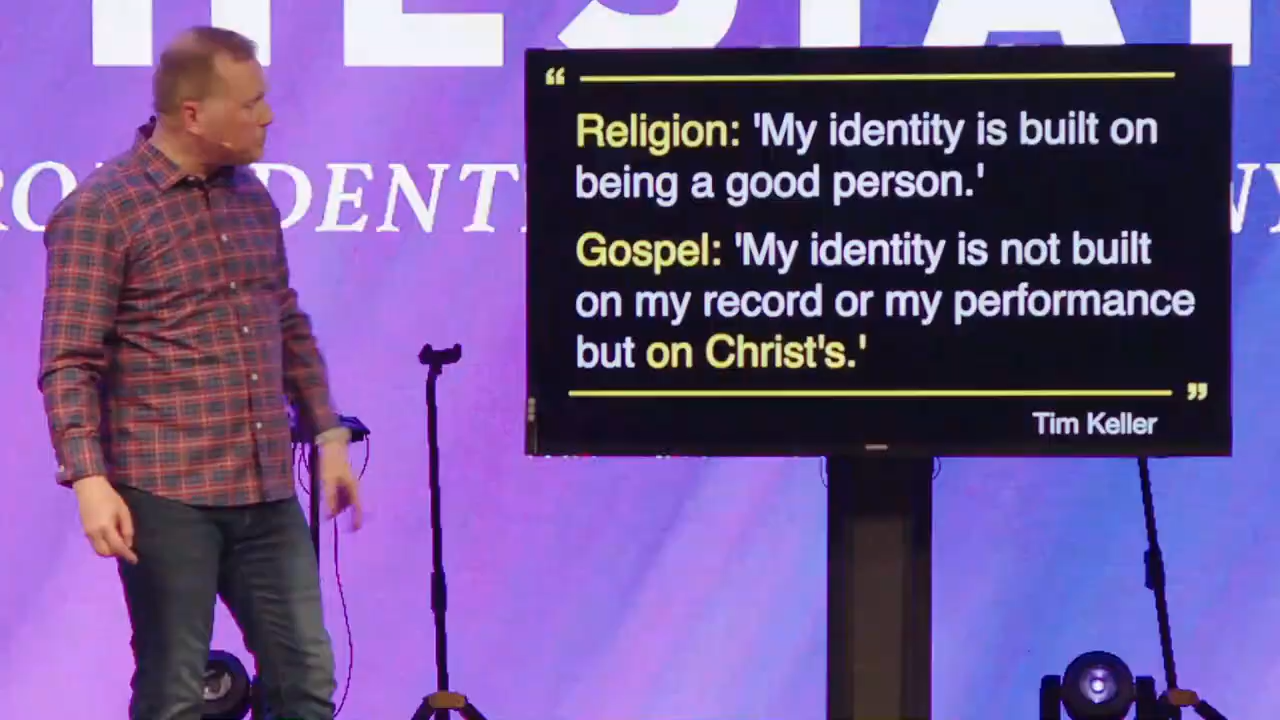 “
Religion: 'My identity is built on
being a good person.'
Gospel: 'My identity is not built
on my record or my performance
but on Christ's.'
”
Tim Keller